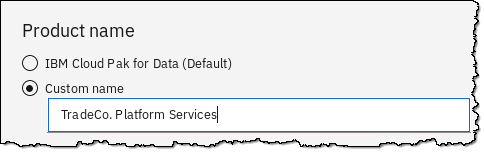 Product name
IBM Cloud Pak for Data (Default)
Custom name
TradeCo. Platform Services